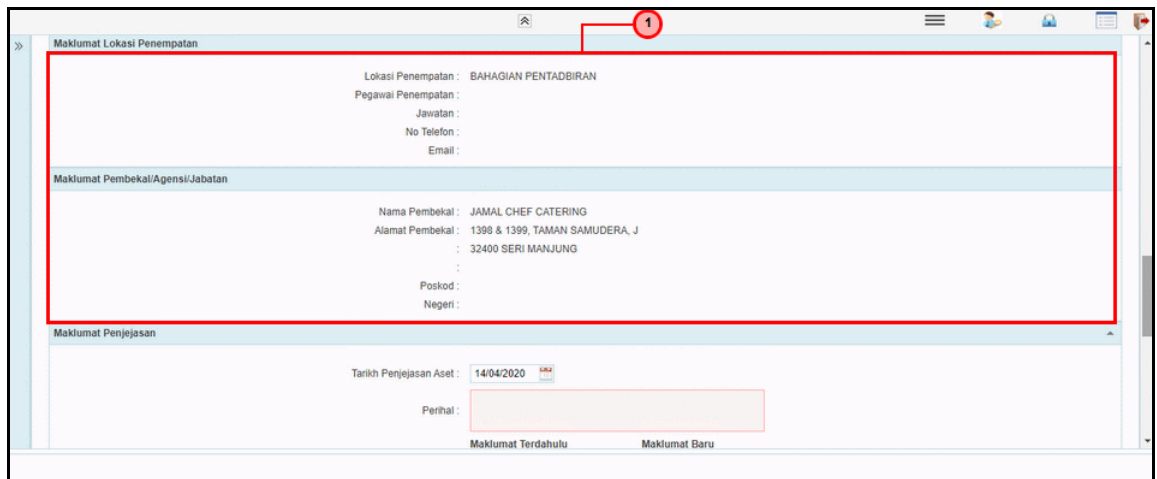 1
Maklumat Lokasi Penempatan
Lokasi Penempatan : BAHAGIAN PENTADBIRAN
Pegawai Penempatan :
Jawatan :
No Telefon :
Email :
Maklumat Pembekal/Agensi/Jabatan
Nama Pembekal : JAMAL CHEF CATERING
Alamat Pembekal : 1398 & 1399, TAMAN SAMUDERA, J
: 32400 SERI MANJUNG
:
Poskod :
Negeri :
Maklumat Penjejasan
Tarikh Penjejasan Aset : 14/04/2020
Perihal :
Maklumat Terdahulu Maklumat Baru